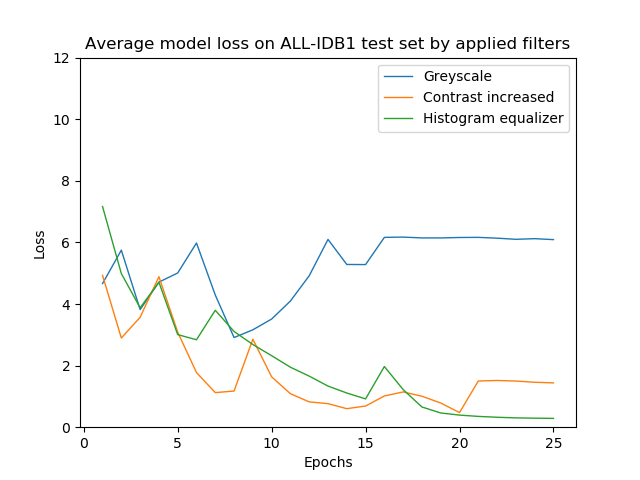 Average model loss on ALL-IDB1 test set by applied filters
Greyscale
Contrast increased
Histogram equalizer
12
10
8
6
4
2
0
Loss
0 5 10 15 20 25
Epochs